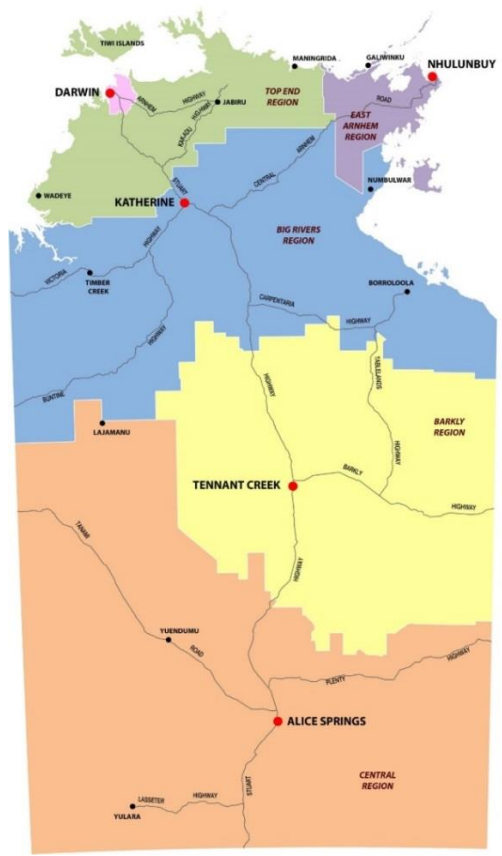 TIWI ISLANDS
MANINGRIDA
GALIWINKU
NHULUNBUY
DARWIN
ARNHEM
HIGHWAY
JABIRU
TOP END
REGION
ROAD
KAKADU
HIGHWAY
EAST
ARNHEM
REGION
ARNHEM
CENTRAL
NUMBULWAR
WADEYE
STUART
KATHERINE
BIG RIVERS
REGION
HIGHWAY
VICTORIA
TIMBER
CREEK
BORROLOOLA
CARPENTARIA
HIGHWAY
HIGHWAY
BUNTINE
HIGHWAY
TABLELANDS
HIGHWAY
LAJAMANU
BARKLY
REGION
TENNANT CREEK
BARKLY
HIGHWAY
TANAMI
HIGHWAY
YUENDUMU
ROAD
PLENTY
HIGHWAY
ALICE SPRINGS
STUART
CENTRAL
REGION
LASSETER
HIGHWAY
YULARA